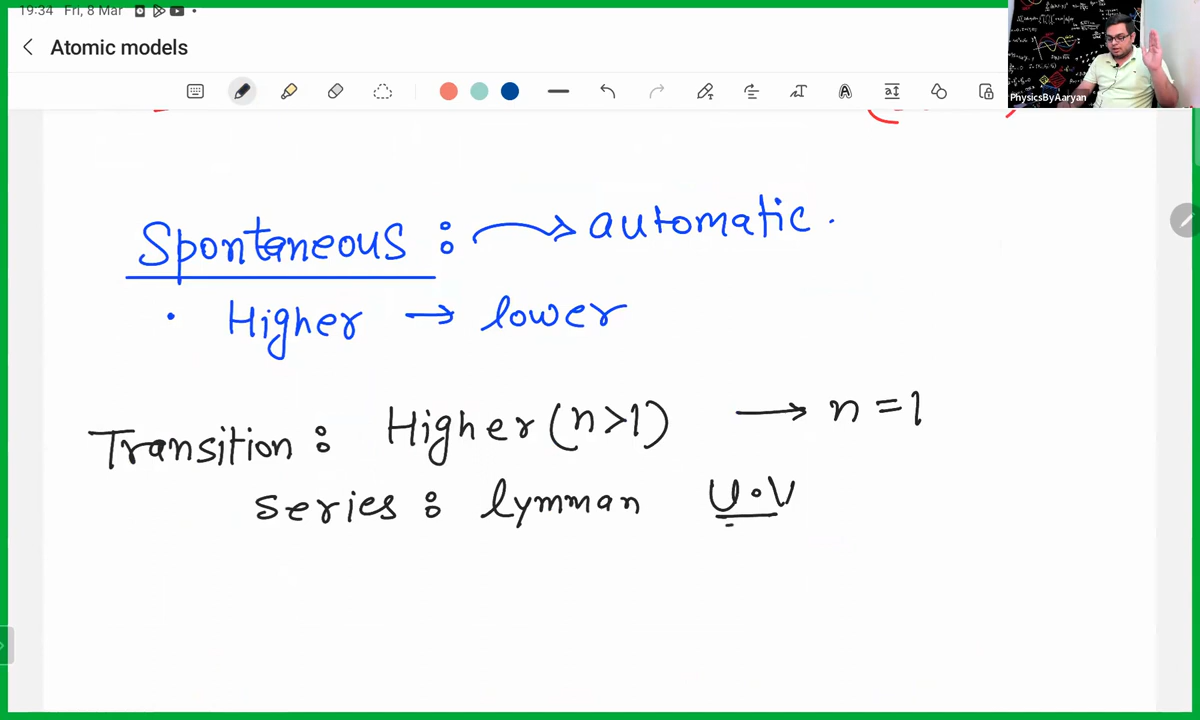 19:34 Fri, 8 Mar
Atomic models
PhysicsByAaryan
Spontaneous : → automatic.
• Higher → lower
Transition : Higher (n>1) → n = 1
series : lymman U.V